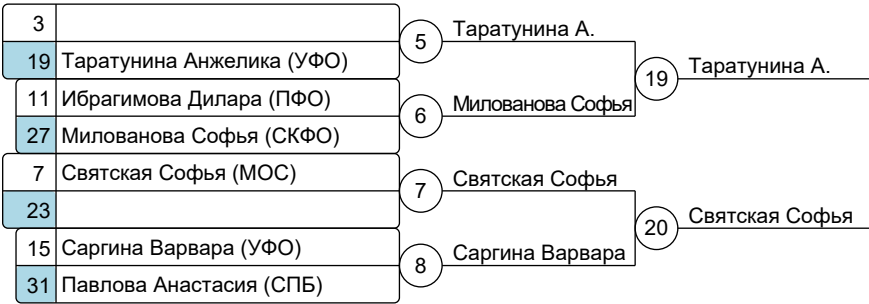 3
5
Таратунина А.
19 Таратунина Анжелика (УФО)
19
Таратунина А.
11 Ибрагимова Дилара (ПФО)
6
Милованова Софья
27 Милованова Софья (СКФО)
7 Святская Софья (МОС)
7
Святская Софья
23
20
Святская Софья
15 Саргина Варвара (УФО)
8
Саргина Варвара
31 Павлова Анастасия (СПБ)